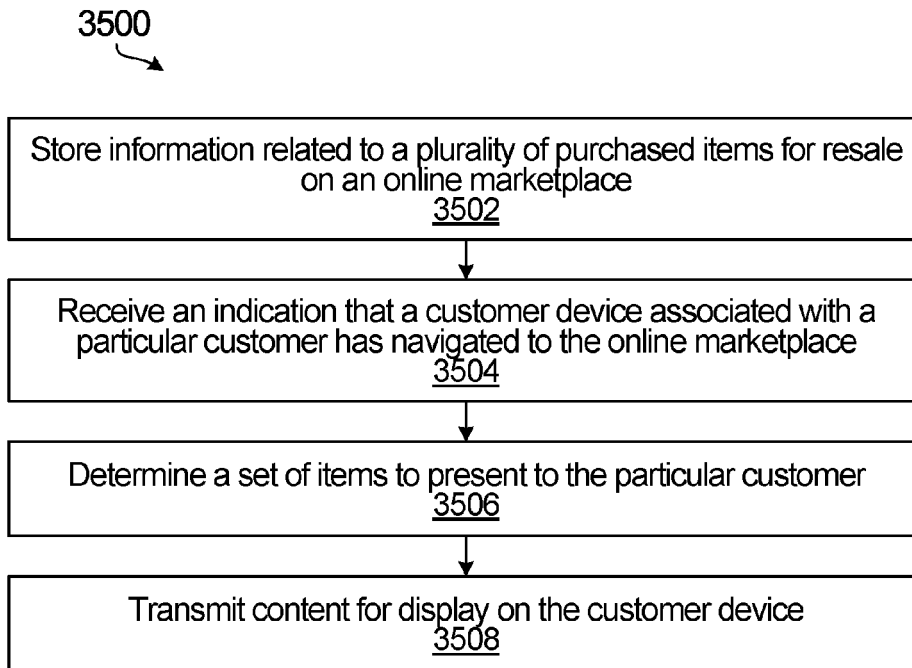 3500
Store information related to a plurality of purchased items for resale
on an online marketplace
3502
Receive an indication that a customer device associated with a
particular customer has navigated to the online marketplace
3504
Determine a set of items to present to the particular customer
3506
Transmit content for display on the customer device
3508